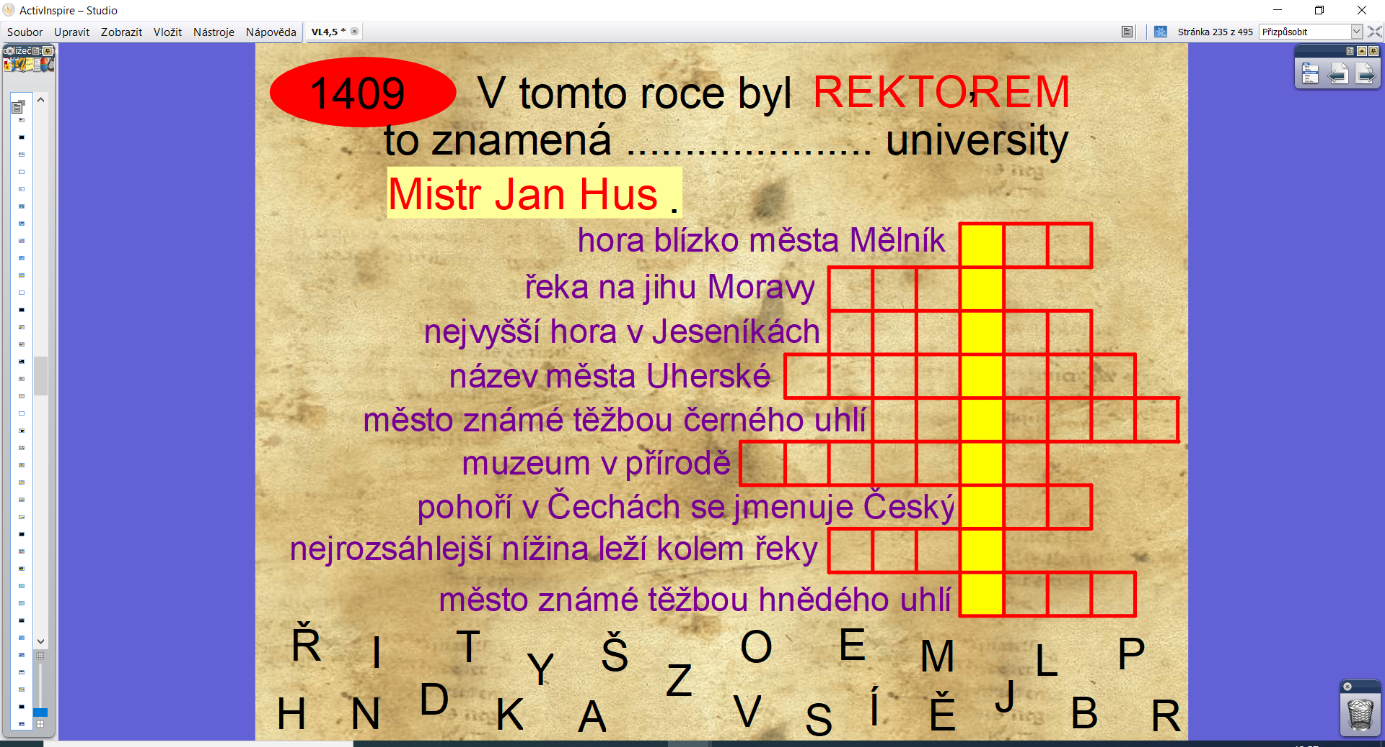 ActivInspire – Studio
Soubor Upravit Zobrazit Vložit Nástroje Nápověda VL4,5 * Stránka 235 z 495 Přizpůsobit
1409 V tomto roce byl REKTOREM,
to znamená ..................... university
Mistr Jan Hus .
hora blízko města Mělník
řeka na jihu Moravy
nejvyšší hora v Jeseníkách
název města Uherské
město známé těžbou černého uhlí
muzeum v přírodě
pohoří v Čechách se jmenuje Český
nejrozsáhlejší nížina leží kolem řeky
město známé těžbou hnědého uhlí
Ř I T Y Š Z O E M L P
H N D K A V S Í Ě J B R